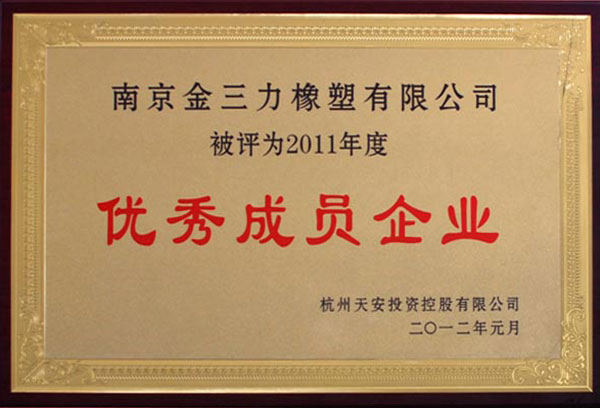 南京金三力橡塑有限公司
被评为2011年度
优秀成员企业
杭州天安投资控股有限公司
二〇一二年元月